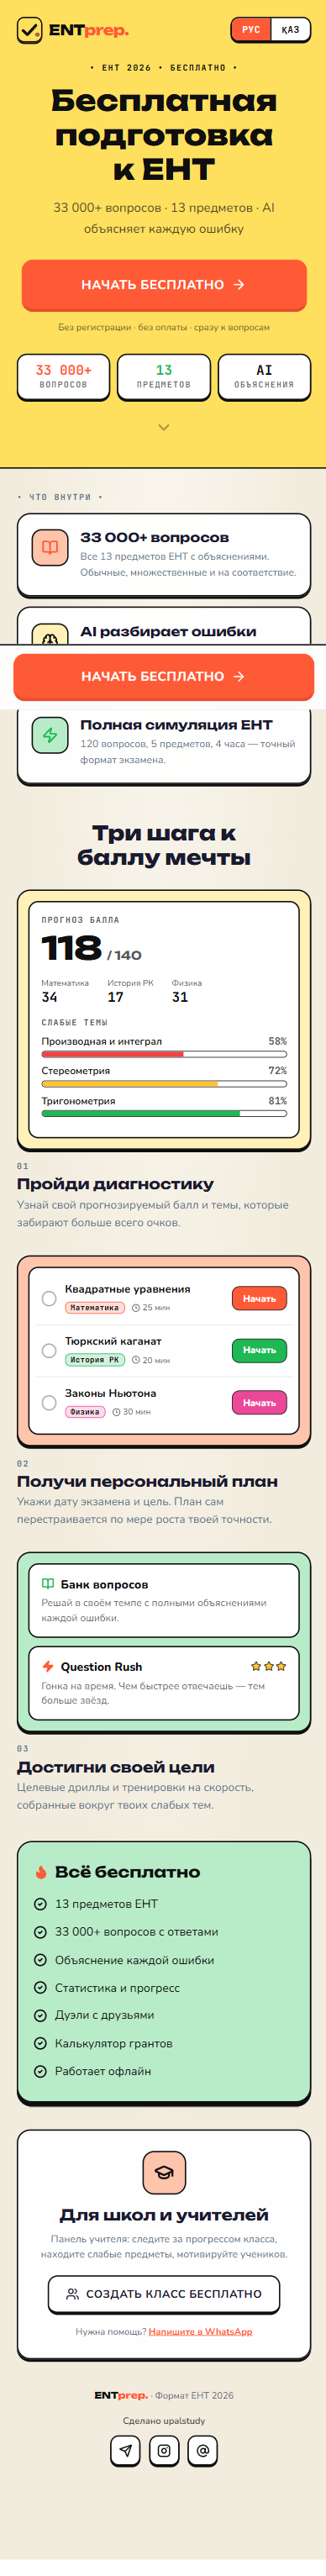 ENTprep.
РУС ҚАЗ
• ЕНТ 2026 • БЕСПЛАТНО •
Бесплатная
подготовка
к ЕНТ
33 000+ вопросов · 13 предметов · AI
объясняет каждую ошибку
НАЧАТЬ БЕСПЛАТНО →
Без регистрации · без оплаты · сразу к вопросам
33 000+
ВОПРОСОВ
13
ПРЕДМЕТОВ
AI
ОБЪЯСНЕНИЯ
• ЧТО ВНУТРИ •
33 000+ вопросов
Все 13 предметов ЕНТ с объяснениями.
Обычные, множественные и на соответствие.
AI разбирает ошибки
НАЧАТЬ БЕСПЛАТНО →
Полная симуляция ЕНТ
120 вопросов, 5 предметов, 4 часа — точный
формат экзамена.
Три шага к
баллу мечты
ПРОГНОЗ БАЛЛА
118 / 140
Математика
34
История РК
17
Физика
31
СЛАБЫЕ ТЕМЫ
Производная и интеграл 58%
Стереометрия 72%
Тригонометрия 81%
01
Пройди диагностику
Узнай свой прогнозируемый балл и темы, которые
забирают больше всего очков.
Квадратные уравнения
Математика 25 мин
Начать
Тюркский каганат
История РК 20 мин
Начать
Законы Ньютона
Физика 30 мин
Начать
02
Получи персональный план
Укажи дату экзамена и цель. План сам
перестраивается по мере роста твоей точности.
Банк вопросов
Решай в своём темпе с полными объяснениями
каждой ошибки.
Question Rush
Гонка на время. Чем быстрее отвечаешь — тем
больше звёзд.
03
Достигни своей цели
Целевые дриллы и тренировки на скорость,
собранные вокруг твоих слабых тем.
Всё бесплатно
13 предметов ЕНТ
33 000+ вопросов с ответами
Объяснение каждой ошибки
Статистика и прогресс
Дуэли с друзьями
Калькулятор грантов
Работает офлайн
Для школ и учителей
Панель учителя: следите за прогрессом класса,
находите слабые предметы, мотивируйте учеников.
СОЗДАТЬ КЛАСС БЕСПЛАТНО
Нужна помощь? Напишите в WhatsApp
ENTprep. · Формат ЕНТ 2026
Сделано upalstudy